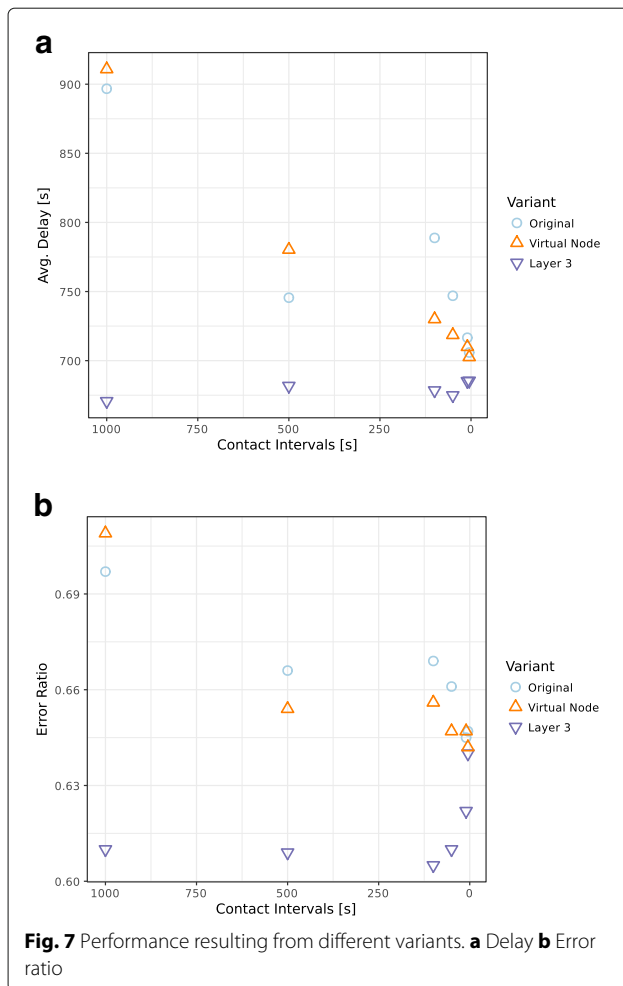 a
900
850
800
750
700
Avg. Delay [s]
1000
750
500
250
0
Contact Intervals [s]
Variant
Original
Virtual Node
Layer 3
b
0.69
0.66
0.63
0.60
Error Ratio
1000
750
500
250
0
Contact Intervals [s]
Variant
Original
Virtual Node
Layer 3
Fig. 7 Performance resulting from different variants. a Delay b Error
ratio